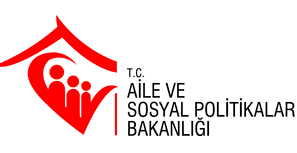 T.C.
AİLE VE
SOSYAL POLİTİKALAR
BAKANLIĞI